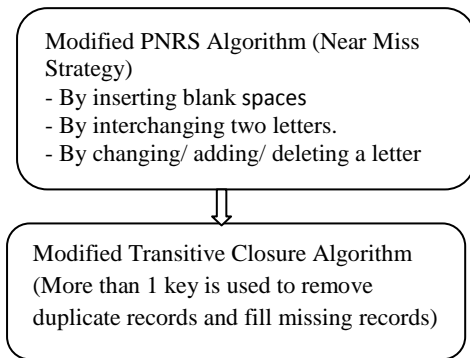 Modified PNRS Algorithm (Near Miss
Strategy)
- By inserting blank spaces
- By interchanging two letters.
- By changing/ adding/ deleting a letter
Modified Transitive Closure Algorithm
(More than 1 key is used to remove
duplicate records and fill missing records)